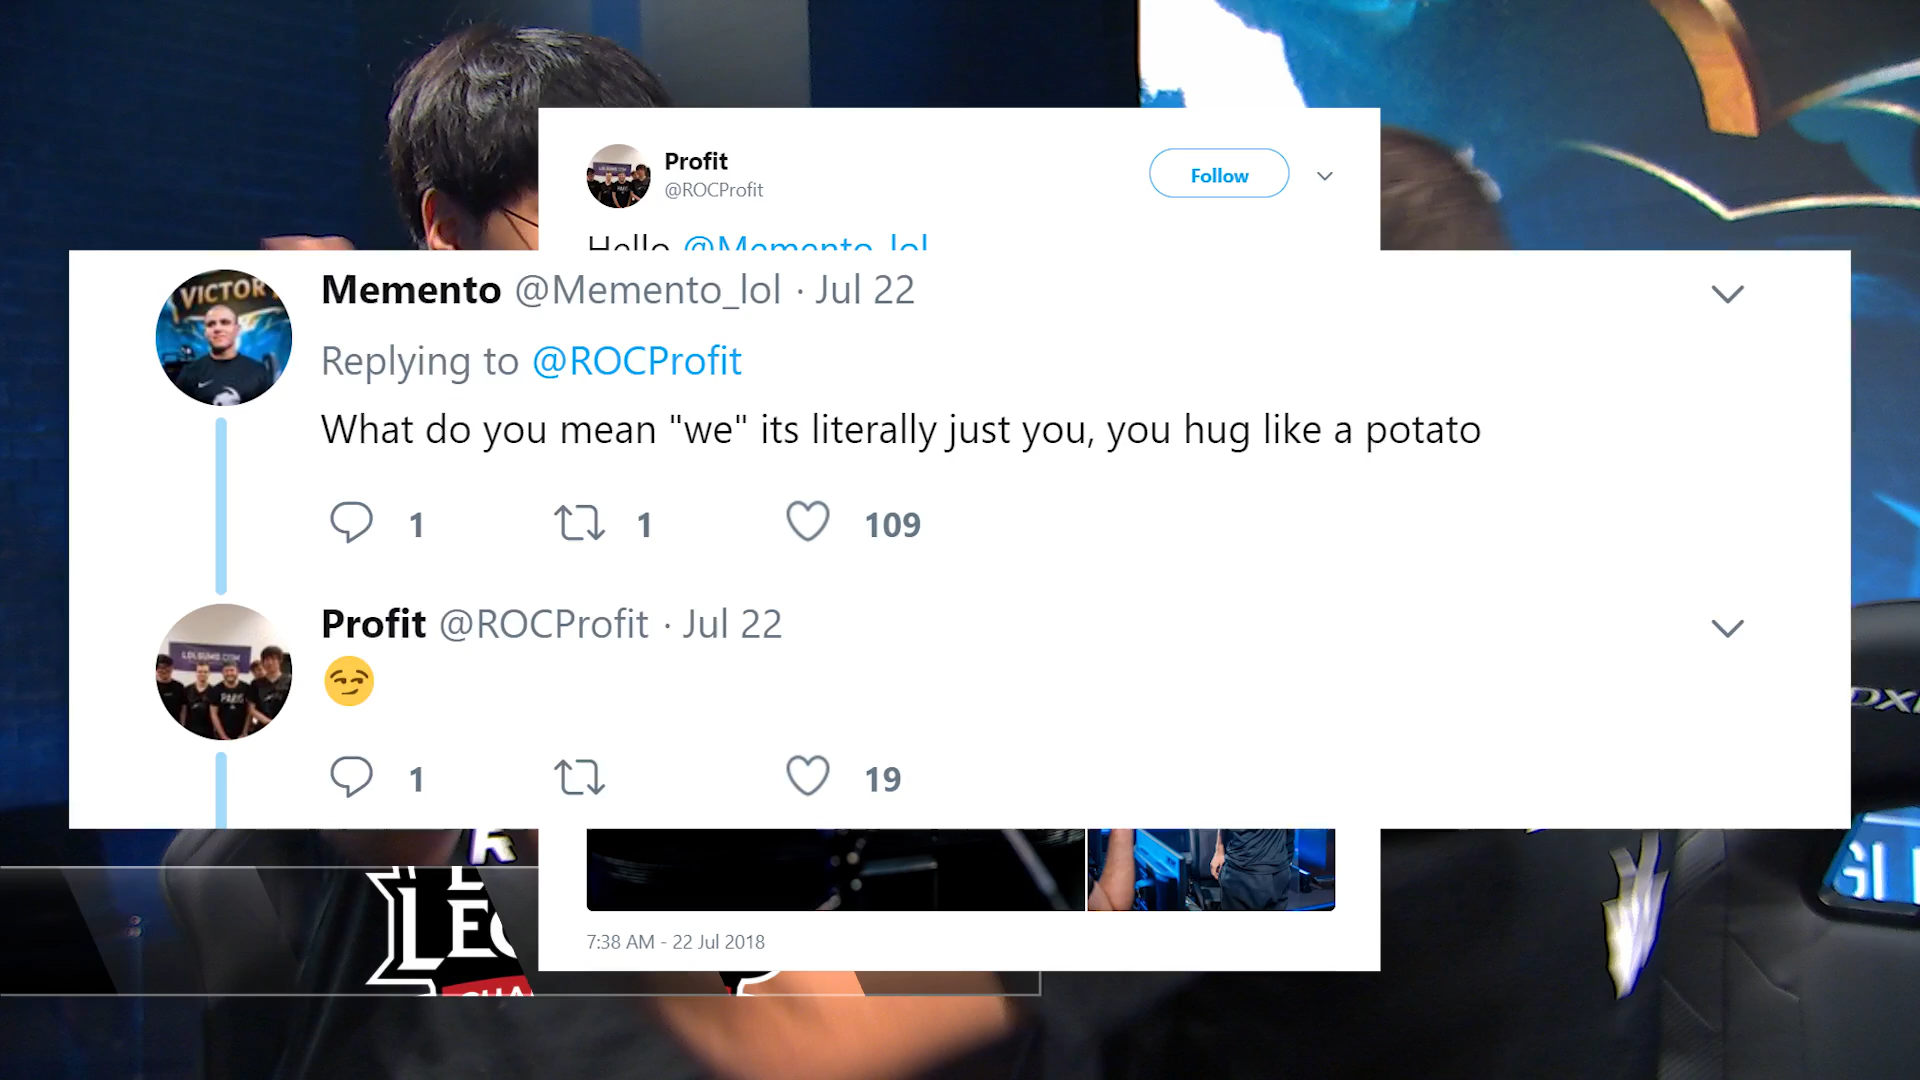 Profit
@ROCProfit
Follow
Hello @Memento_lol
VICTOR
Memento @Memento_lol · Jul 22
Replying to @ROCProfit
What do you mean "we" its literally just you, you hug like a potato
1 1 109
Profit @ROCProfit · Jul 22
1 19
7:38 AM - 22 Jul 2018